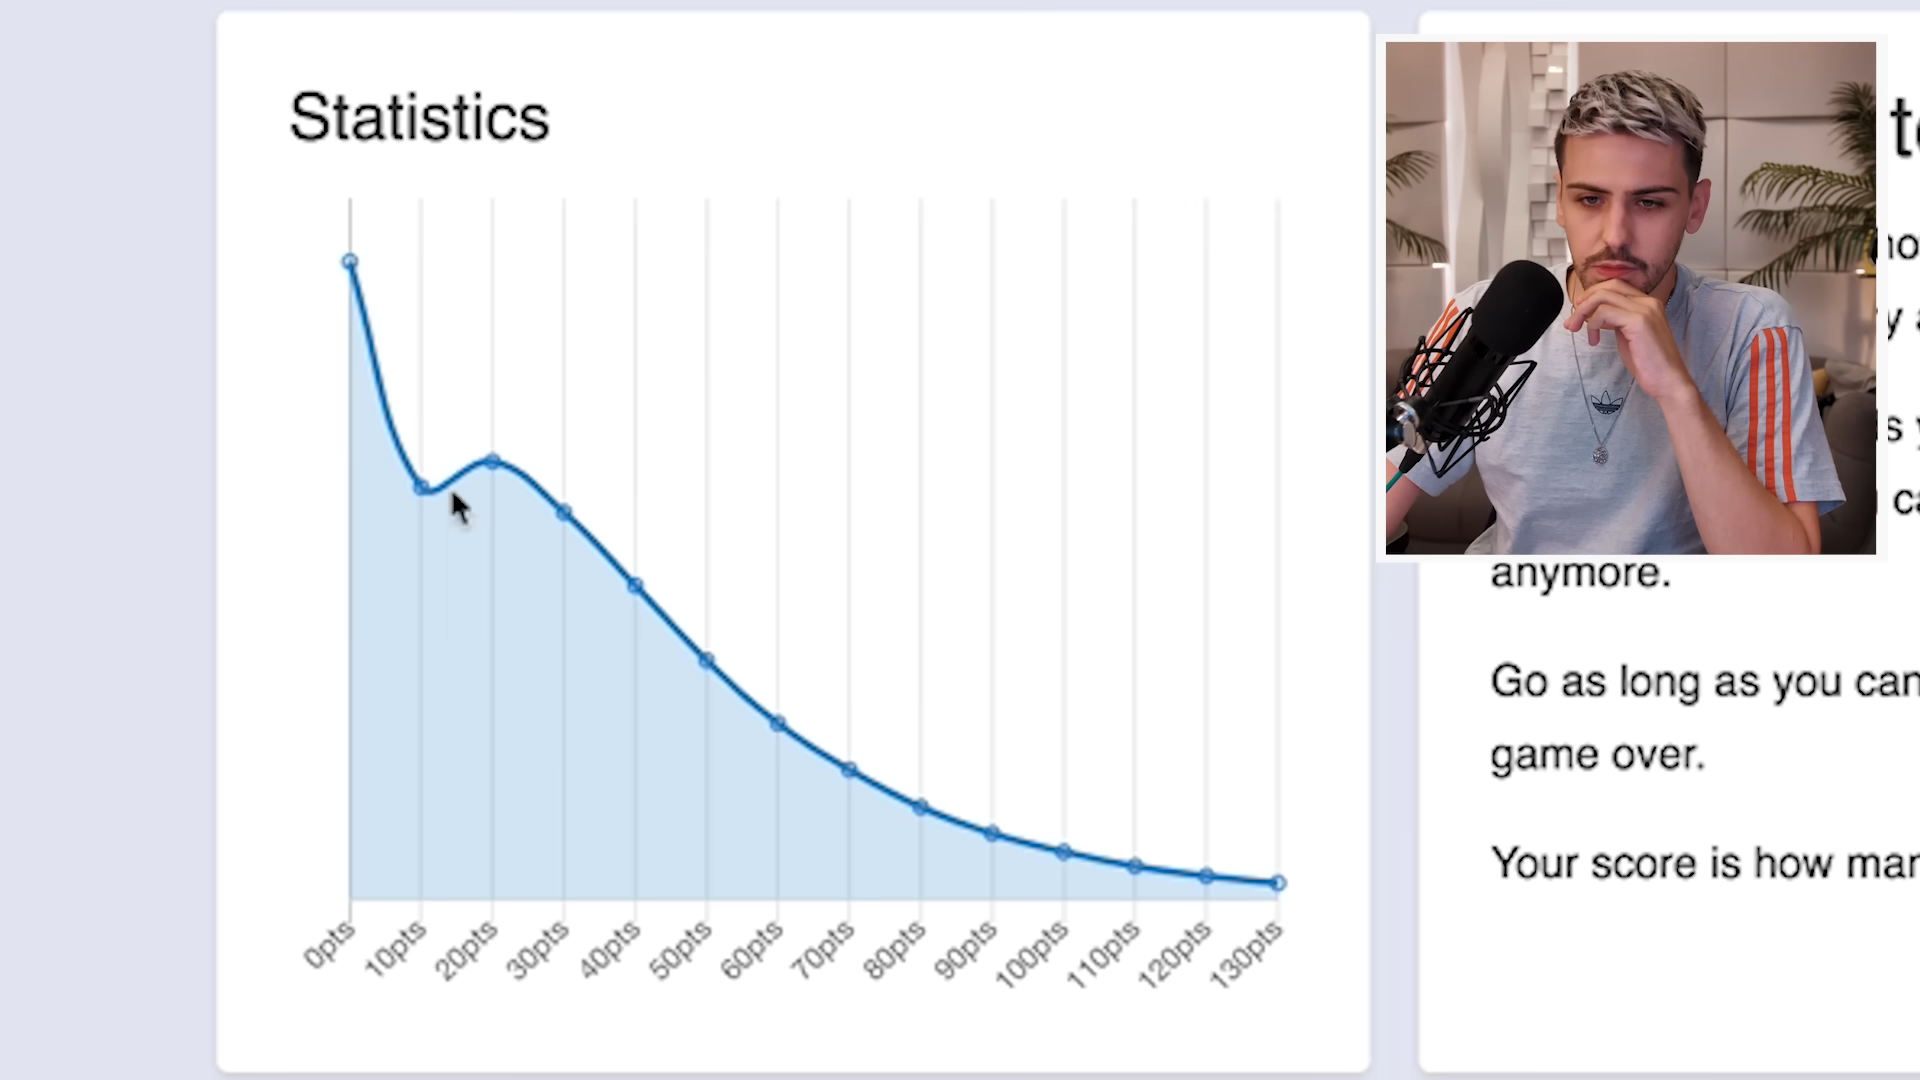 Statistics
0pts
10pts
20pts
30pts
40pts
50pts
60pts
70pts
80pts
90pts
100pts
110pts
120pts
130pts
anymore.
Go as long as you can
game over.
Your score is how